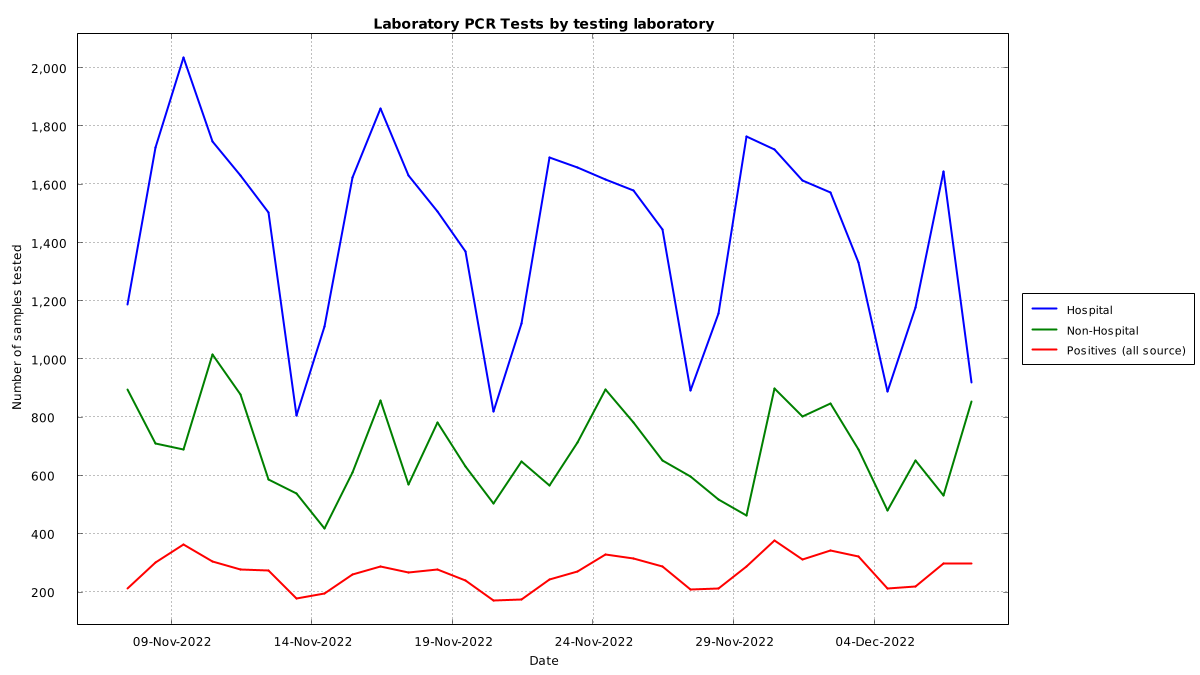 Laboratory PCR Tests by testing laboratory
2,000
1,800
1,600
1,400
1,200
1,000
800
600
400
200
Number of samples tested
09-Nov-2022
14-Nov-2022
19-Nov-2022
24-Nov-2022
29-Nov-2022
04-Dec-2022
Date
Hospital
Non-Hospital
Positives (all source)